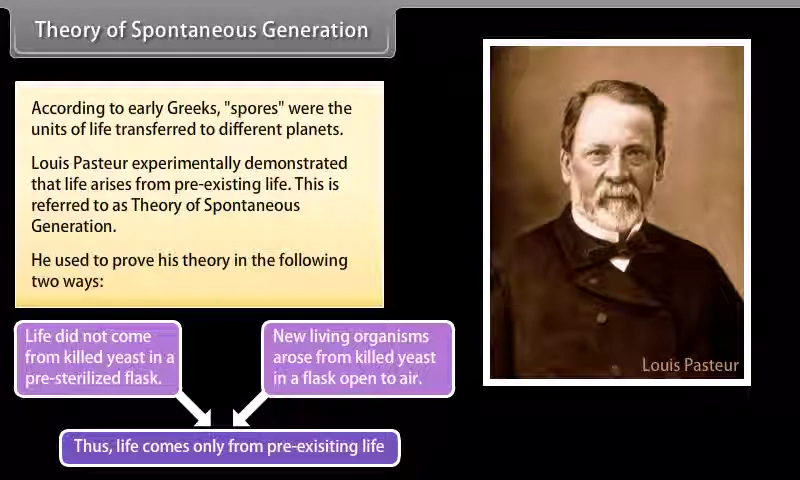 Theory of Spontaneous Generation
According to early Greeks, "spores" were the
units of life transferred to different planets.
Louis Pasteur experimentally demonstrated
that life arises from pre-existing life. This is
referred to as Theory of Spontaneous
Generation.
He used to prove his theory in the following
two ways:
Life did not come
from killed yeast in a
pre-sterilized flask.
New living organisms
arose from killed yeast
in a flask open to air.
Thus, life comes only from pre-exisiting life
Louis Pasteur